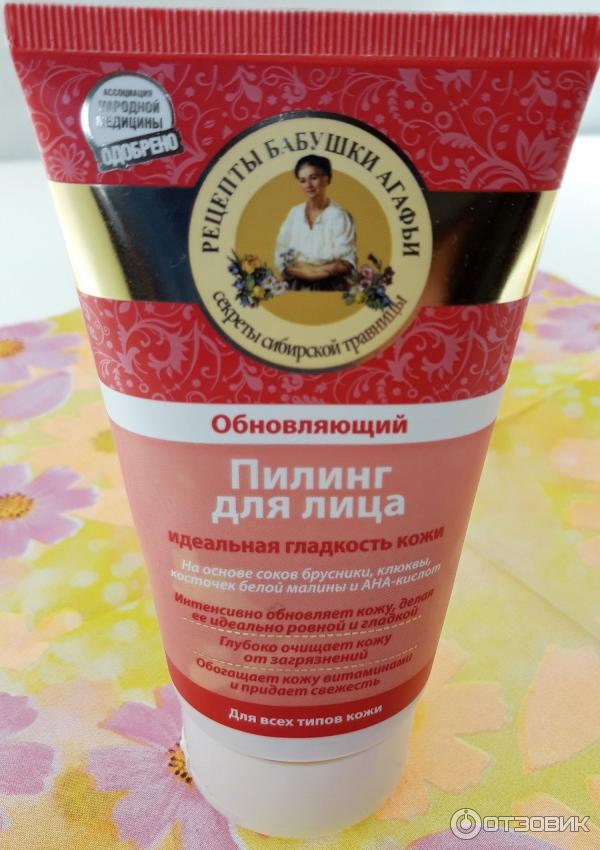 АССОЦИАЦИЯ
НАРОДНОЙ
МЕДИЦИНЫ
ОДОБРЕНО
РЕЦЕПТЫ БАБУШКИ АГАФЬИ
секреты сибирской травницы
Обновляющий
Пилинг
для лица
идеальная гладкость кожи
На основе соков брусники, клюквы,
косточек белой малины и АНА-кислот
Интенсивно обновляет кожу, делая
ее идеально ровной и гладкой
Глубоко очищает кожу
от загрязнений
Обогащает кожу витаминами
и придает свежесть
Для всех типов кожи
ОТЗОВИК